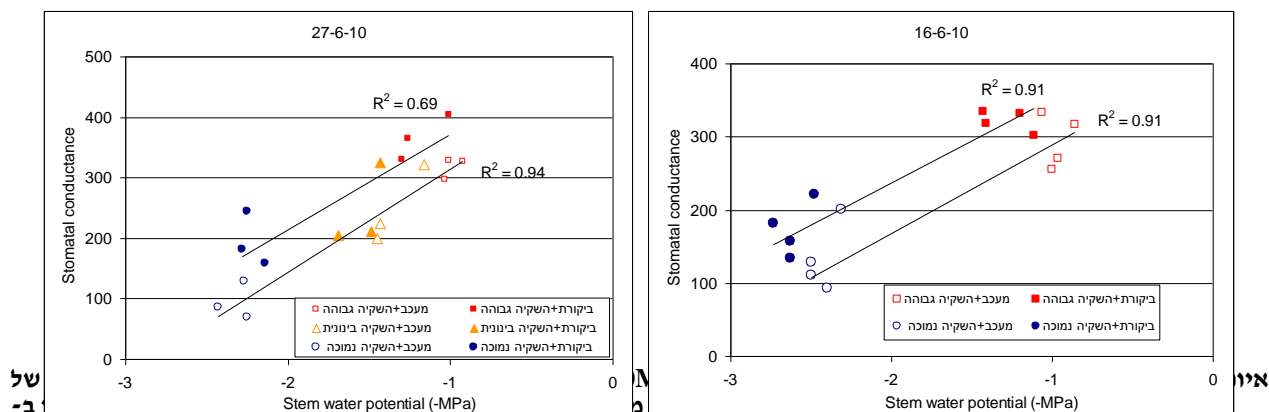 27-6-10
500
400
300
200
100
0
-3
-2
-1
0
Stomatal conductance
Stem water potential (-MPa)
R² = 0.69
R² = 0.94
מעכב+השקיה גבוהה
ביקורת+השקיה גבוהה
מעכב+השקיה בינונית
ביקורת+השקיה בינונית
מעכב+השקיה נמוכה
ביקורת+השקיה נמוכה
16-6-10
400
300
200
100
0
-3
-2
-1
0
Stomatal conductance
Stem water potential (-MPa)
R² = 0.91
R² = 0.91
מעכב+השקיה גבוהה
ביקורת+השקיה גבוהה
מעכב+השקיה נמוכה
ביקורת+השקיה נמוכה
של
ב-